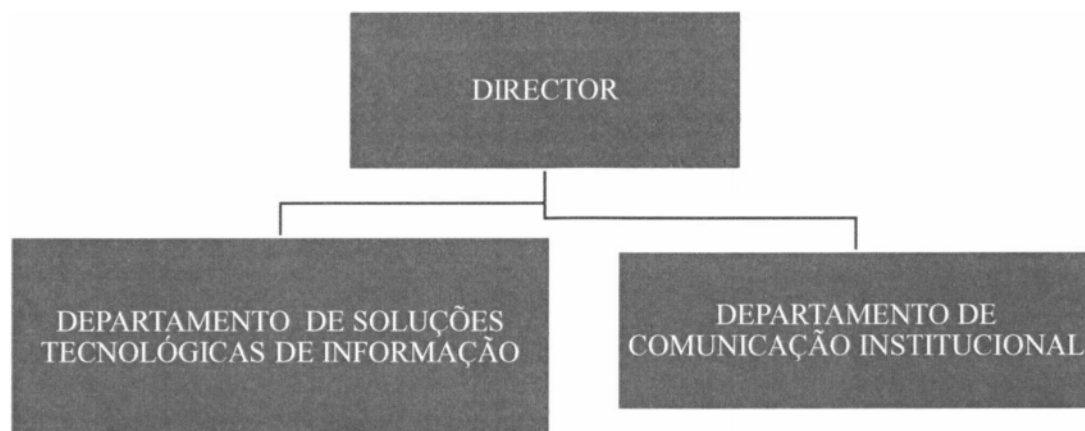 DIRECTOR
DEPARTAMENTO DE SOLUÇÕES
TECNOLÓGICAS DE INFORMAÇÃO
DEPARTAMENTO DE
COMUNICAÇÃO INSTITUCIONAL